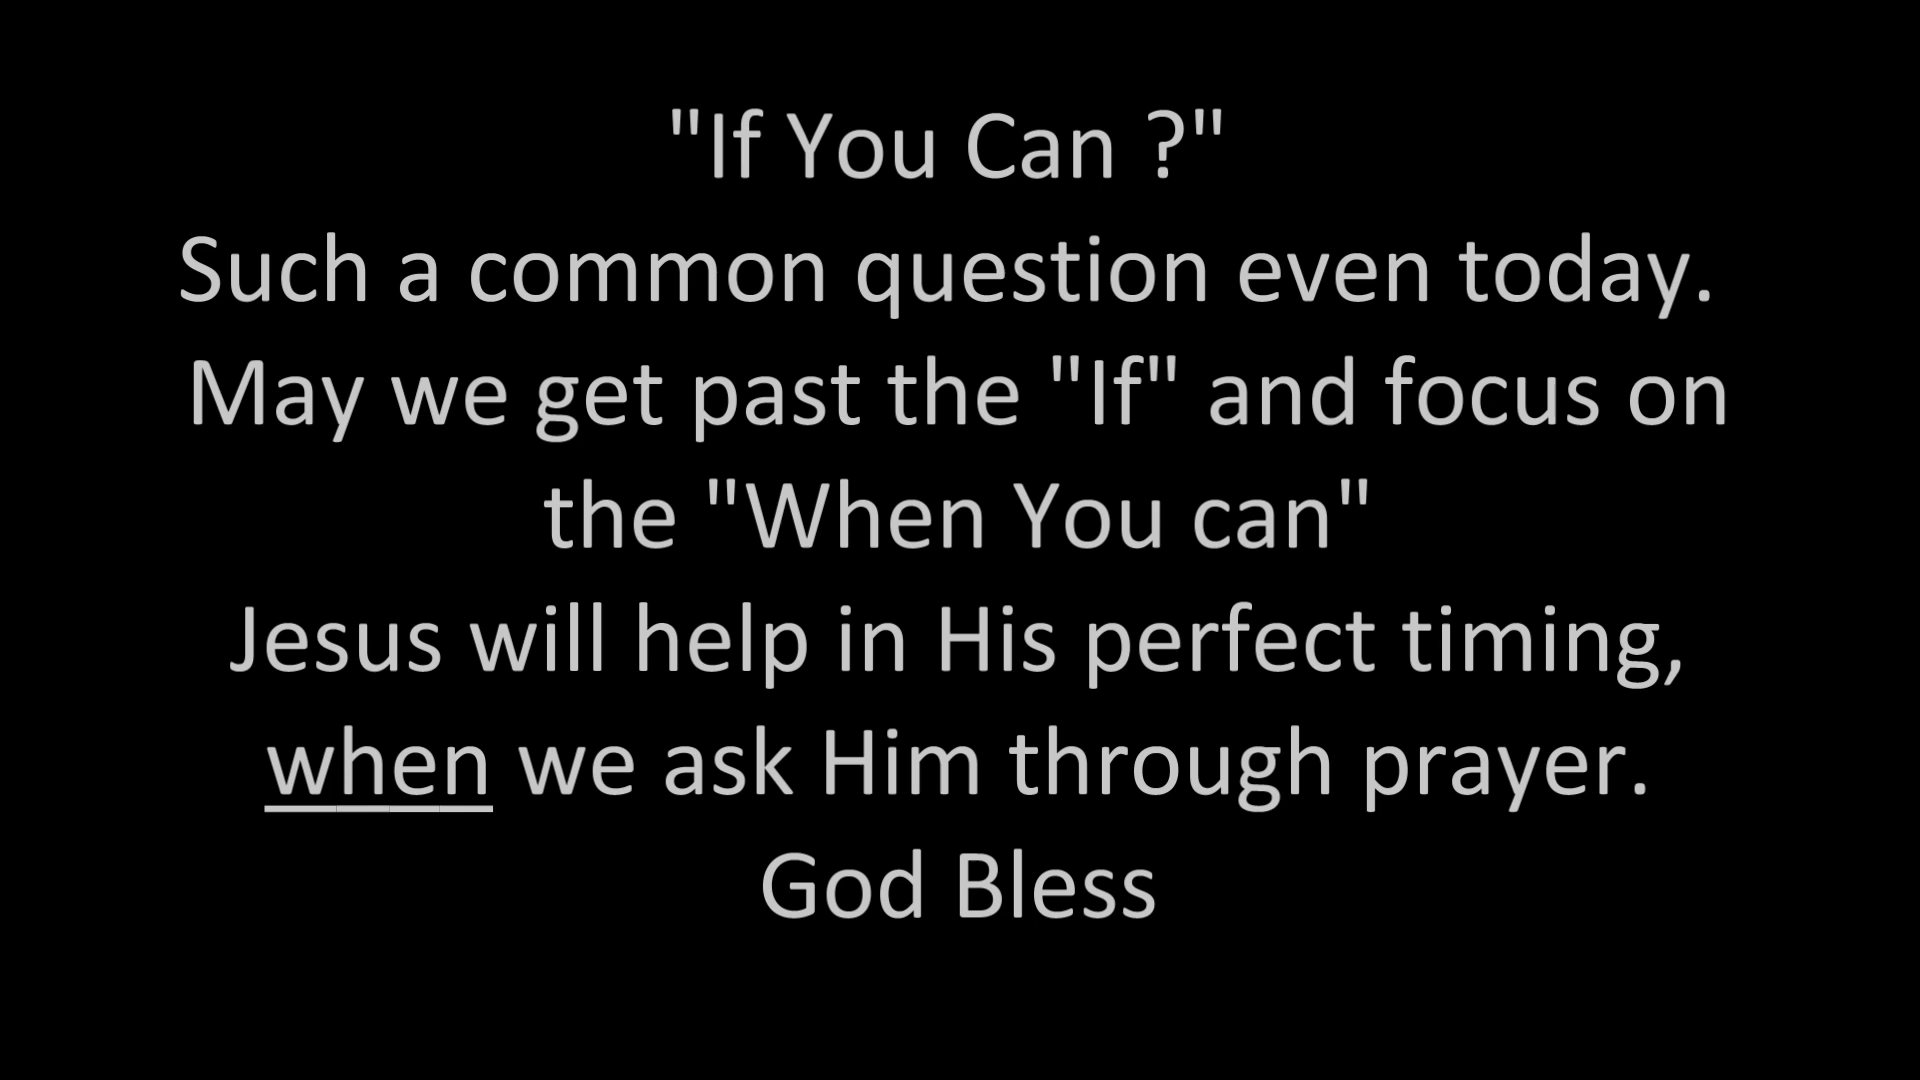 "If You Can ?"
Such a common question even today.
May we get past the "If" and focus on
the "When You can"
Jesus will help in His perfect timing,
when we ask Him through prayer.
God Bless